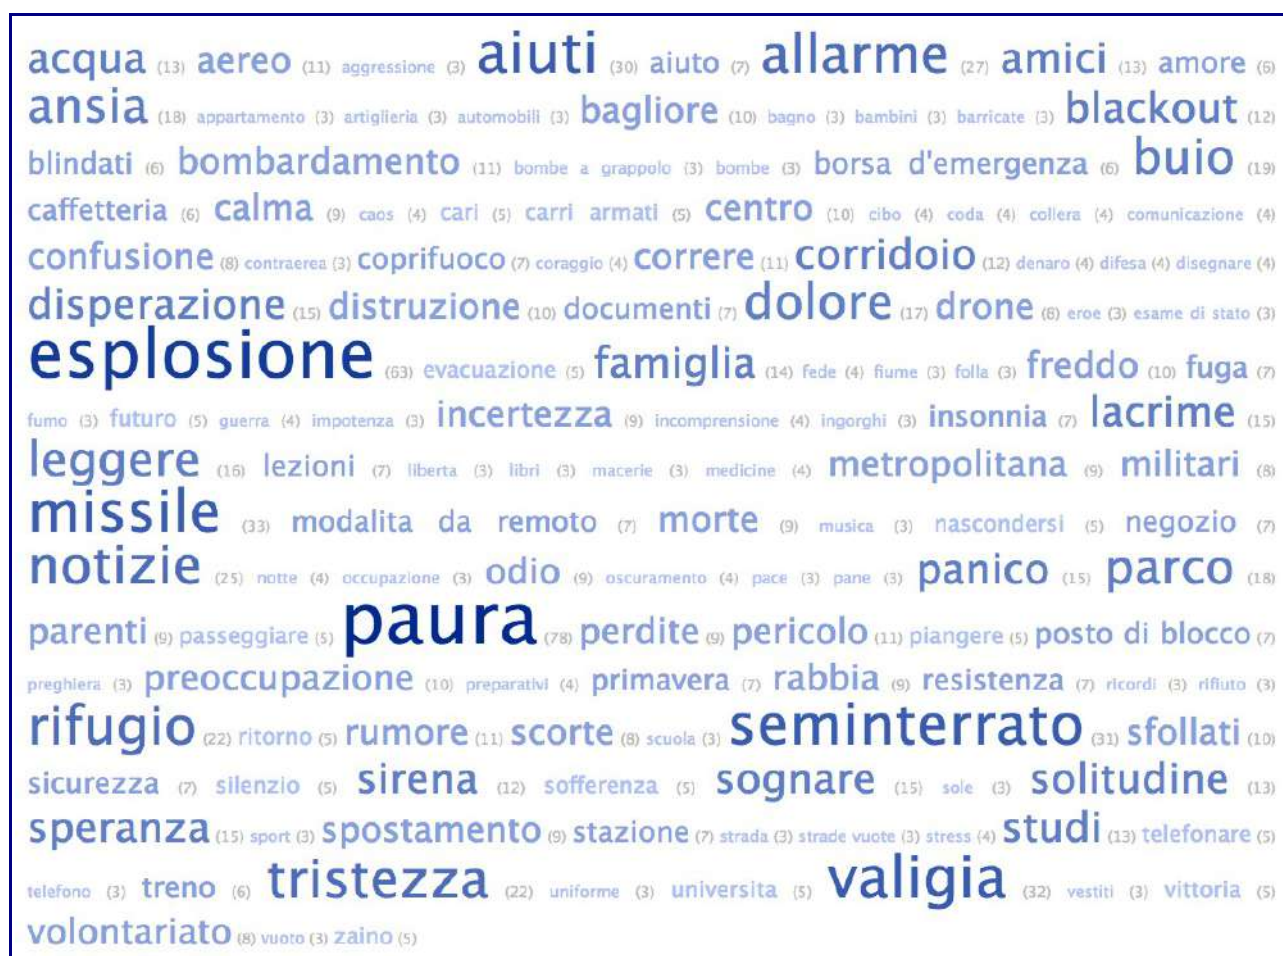 acqua (13) aereo (11) aggressione (3) aiuti (30) aiuto (7) allarme (27) amici (13) amore (6)
ansia (18) appartamento (3) artiglieria (3) automobili (3) bagliore (10) bagno (3) bambini (3) barricate (3) blackout (12)
blindati (6) bombardamento (11) bombe a grappolo (3) bombe (3) borsa d'emergenza (6) buio (19)
caffetteria (6) calma (9) caos (4) cari (5) carri armati (5) centro (10) cibo (4) coda (4) collera (4) comunicazione (4)
confusione (8) contraerea (3) coprifuoco (7) coraggio (4) correre (11) corridoio (12) denaro (4) difesa (4) disegnare (4)
disperazione (15) distruzione (10) documenti (7) dolore (17) drone (8) eroe (3) esame di stato (3)
esplosione (63) evacuazione (5) famiglia (14) fede (4) fiume (3) folla (3) freddo (10) fuga (7)
fumo (3) futuro (5) guerra (4) impotenza (3) incertezza (9) incomprensione (4) ingorghi (3) insonnia (7) lacrime (15)
leggere (16) lezioni (7) liberta (3) libri (3) macerie (3) medicine (4) metropolitana (9) militari (8)
missile (33) modalita da remoto (7) morte (9) musica (3) nascondersi (5) negozio (7)
notizie (25) notte (4) occupazione (3) odio (9) oscuramento (4) pace (3) pane (3) panico (15) parco (18)
parenti (9) passeggiare (5) paura (78) perdite (9) pericolo (11) piangere (5) posto di blocco (7)
preghiera (3) preoccupazione (10) preparativi (4) primavera (7) rabbia (9) resistenza (7) ricordi (3) rifiuto (3)
rifugio (22) ritorno (5) rumore (11) scorte (8) scuola (3) seminterrato (31) sfollati (10)
sicurezza (7) silenzio (5) sirena (12) sofferenza (5) sognare (15) sole (3) solitudine (13)
speranza (15) sport (3) spostamento (9) stazione (7) strada (3) strade vuote (3) stress (4) studi (13) telefonare (5)
telefono (3) treno (6) tristezza (22) uniforme (3) universita (5) valigia (32) vestiti (3) vittoria (5)
volontariato (8) vuoto (3) zaino (5)